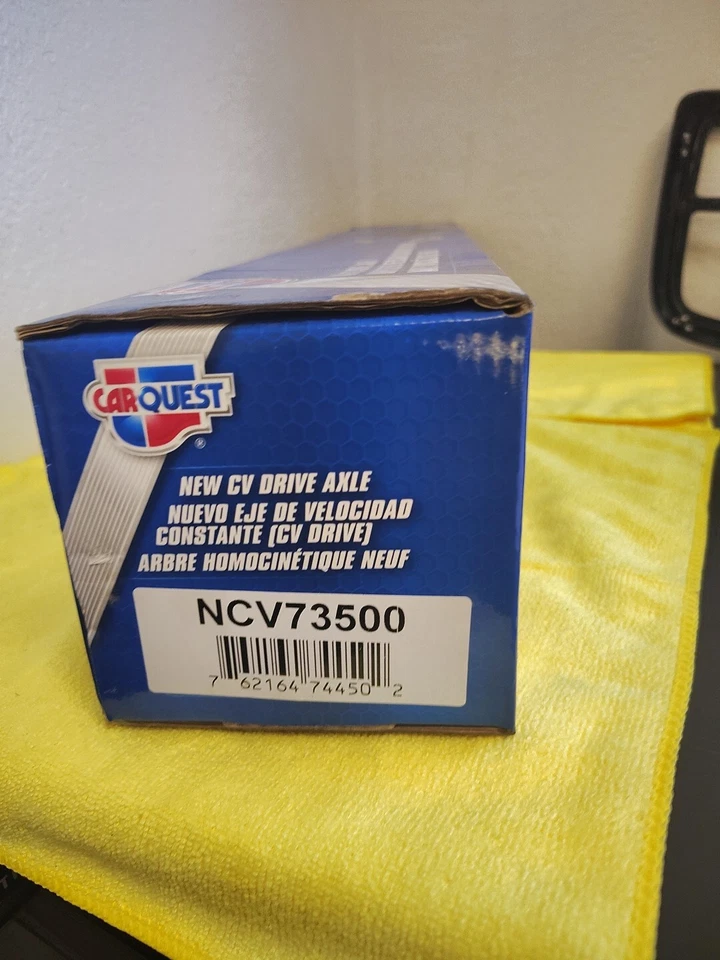 CARQUEST
®
NEW CV DRIVE AXLE
NUEVO EJE DE VELOCIDAD
CONSTANTE (CV DRIVE)
ARBRE HOMOCINÉTIQUE NEUF
NCV73500
7 62164 74450 2